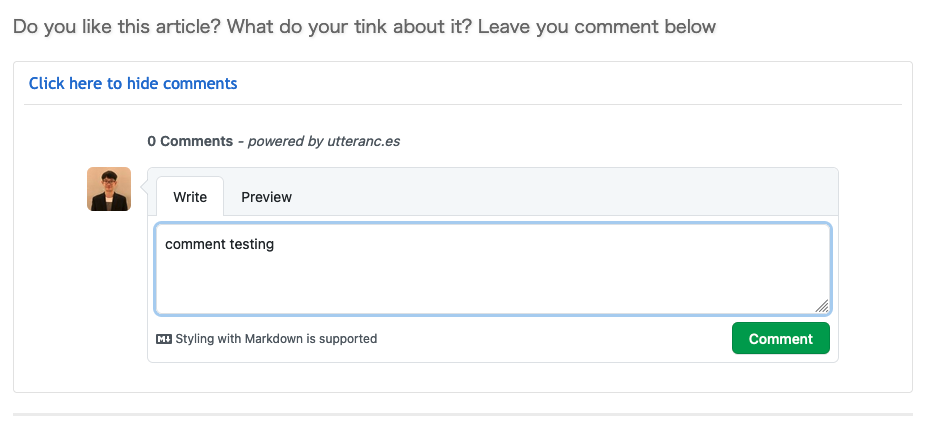 Do you like this article? What do your tink about it? Leave you comment below
Click here to hide comments
0 Comments - powered by utteranc.es
Write Preview
comment testing
Styling with Markdown is supported
Comment